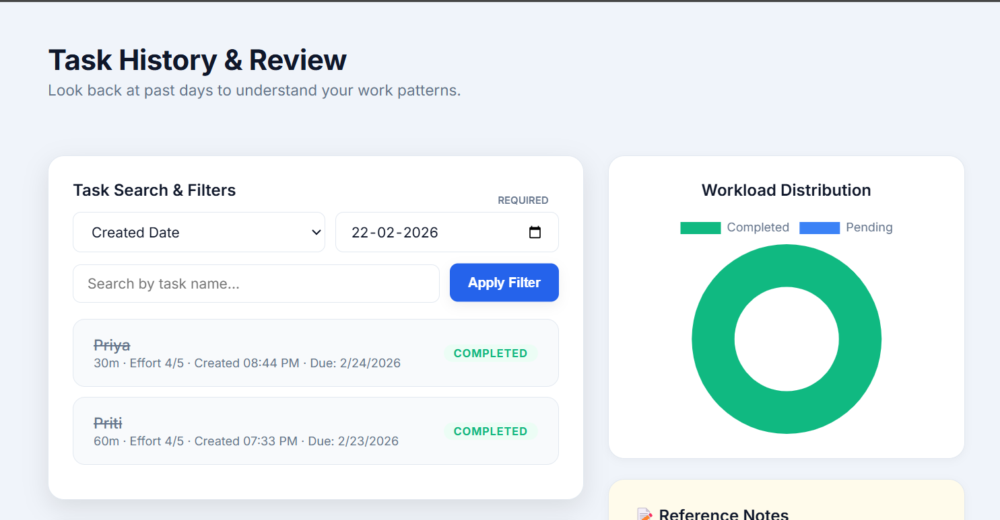 Task History & Review
Look back at past days to understand your work patterns.
Task Search & Filters
REQUIRED
Created Date
22-02-2026
Search by task name...
Apply Filter
Priya
30m · Effort 4/5 · Created 08:44 PM · Due: 2/24/2026
COMPLETED
Priti
60m · Effort 4/5 · Created 07:33 PM · Due: 2/23/2026
COMPLETED
Workload Distribution
Completed
Pending
📝 Reference Notes